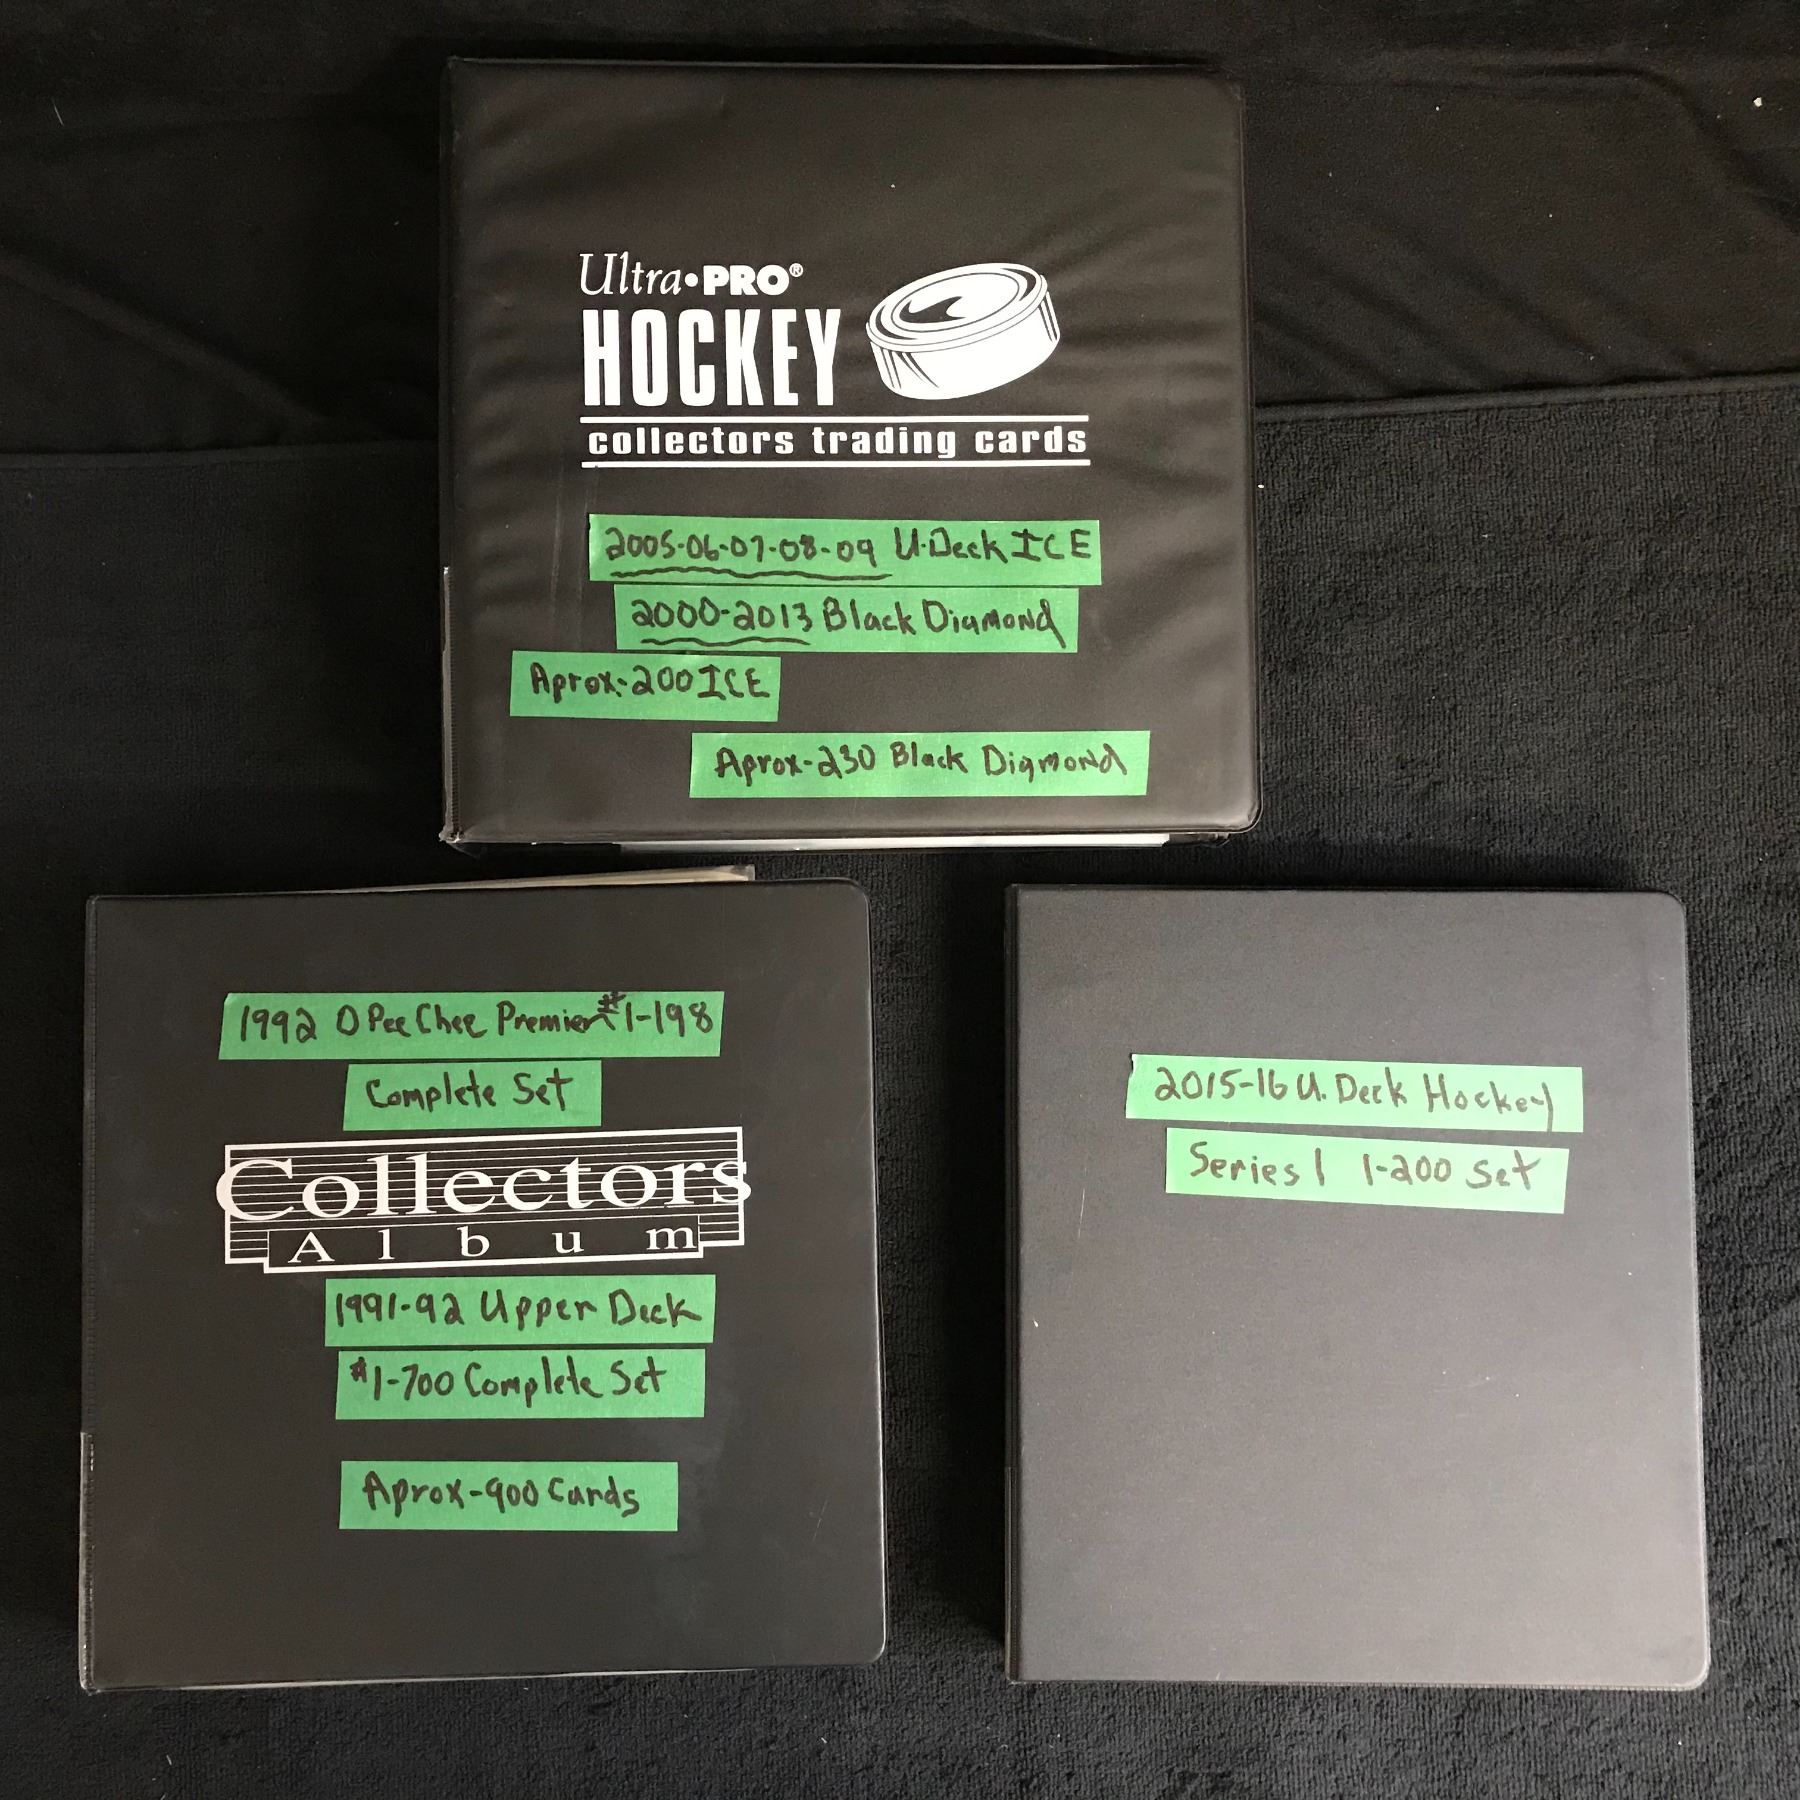 Ultra•PRO®
HOCKEY
collectors trading cards
2005-06-07-08-09 U.Deck ICE
2000-2013 Black Diamond
Aprox-200 ICE
Aprox-230 Black Diamond
1992 O Pee Chee Premier #1-198
Complete Set
Collectors
Album
1991-92 Upper Deck
#1-700 Complete Set
Aprox-900 Cards
2015-16 U. Deck Hockey
Series 1 1-200 Set